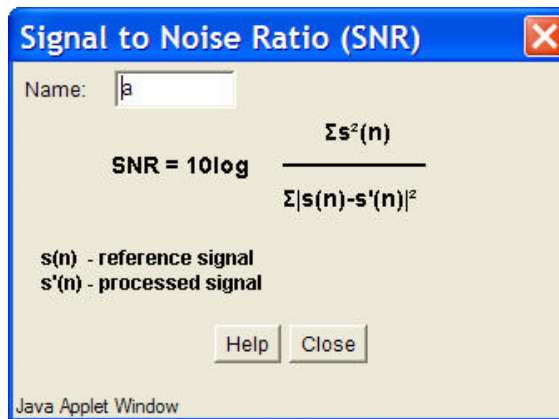 Signal to Noise Ratio (SNR)
Name: a
Σs²(n)
SNR = 10log
Σ|s(n)-s'(n)|²
s(n) - reference signal
s'(n) - processed signal
Help Close
Java Applet Window